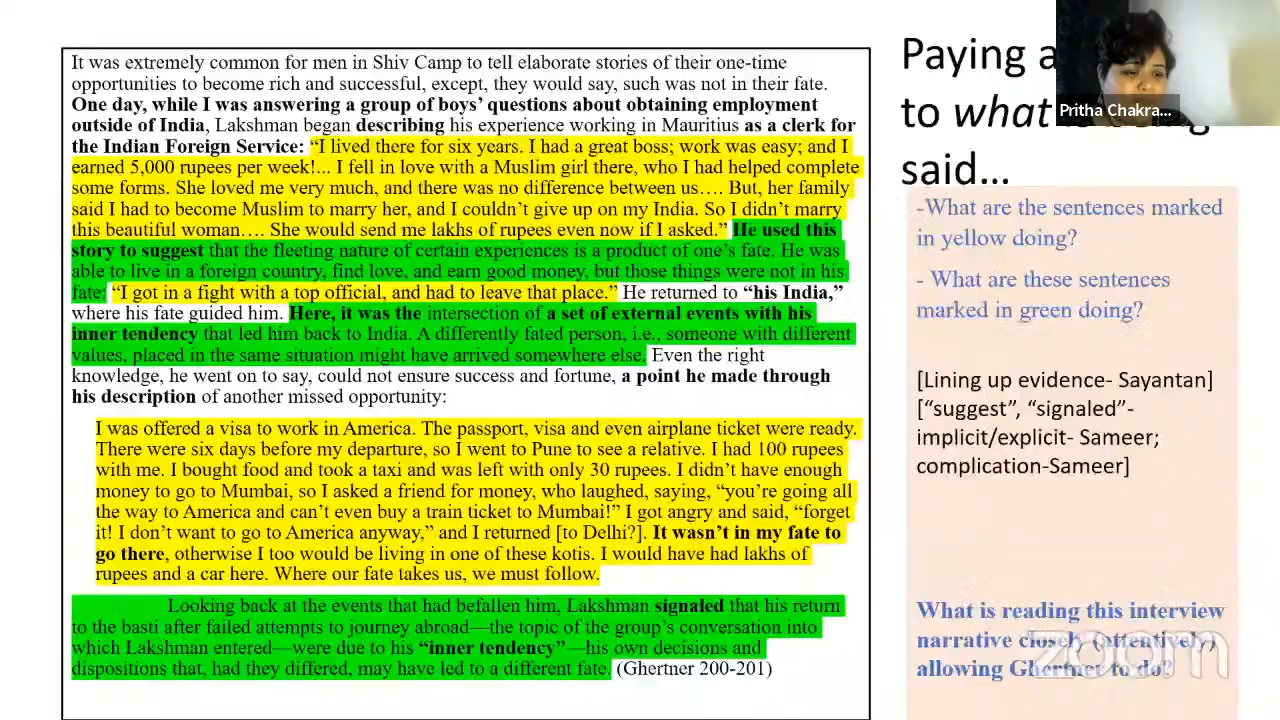 It was extremely common for men in Shiv Camp to tell elaborate stories of their one-time
opportunities to become rich and successful, except, they would say, such was not in their fate.
One day, while I was answering a group of boys’ questions about obtaining employment
outside of India, Lakshman began describing his experience working in Mauritius as a clerk for
the Indian Foreign Service: “I lived there for six years. I had a great boss; work was easy; and I
earned 5,000 rupees per week!... I fell in love with a Muslim girl there, who I had helped complete
some forms. She loved me very much, and there was no difference between us…. But, her family
said I had to become Muslim to marry her, and I couldn’t give up on my India. So I didn’t marry
this beautiful woman…. She would send me lakhs of rupees even now if I asked.” He used this
story to suggest that the fleeting nature of certain experiences is a product of one’s fate. He was
able to live in a foreign country, find love, and earn good money, but those things were not in his
fate: “I got in a fight with a top official, and had to leave that place.” He returned to “his India,”
where his fate guided him. Here, it was the intersection of a set of external events with his
inner tendency that led him back to India. A differently fated person, i.e., someone with different
values, placed in the same situation might have arrived somewhere else. Even the right
knowledge, he went on to say, could not ensure success and fortune, a point he made through
his description of another missed opportunity:
I was offered a visa to work in America. The passport, visa and even airplane ticket were ready.
There were six days before my departure, so I went to Pune to see a relative. I had 100 rupees
with me. I bought food and took a taxi and was left with only 30 rupees. I didn’t have enough
money to go to Mumbai, so I asked a friend for money, who laughed, saying, “you’re going all
the way to America and can’t even buy a train ticket to Mumbai!” I got angry and said, “forget
it! I don’t want to go to America anyway,” and I returned [to Delhi?]. It wasn’t in my fate to
go there, otherwise I too would be living in one of these kotis. I would have had lakhs of
rupees and a car here. Where our fate takes us, we must follow.
Looking back at the events that had befallen him, Lakshman signaled that his return
to the basti after failed attempts to journey abroad—the topic of the group’s conversation into
which Lakshman entered—were due to his “inner tendency”—his own decisions and
dispositions that, had they differed, may have led to a different fate. (Ghertner 200-201)
Paying
to what
said…
Pritha Chakra...
-What are the sentences marked
in yellow doing?
- What are these sentences
marked in green doing?
[Lining up evidence- Sayantan]
[“suggest”, “signaled”-
implicit/explicit- Sameer;
complication-Sameer]
What is reading this interview
narrative closely (attentively)
allowing Ghertner to do?
zoom